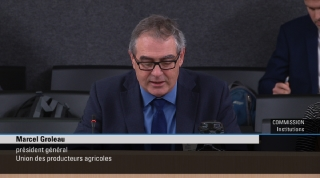 COMMISSION
Institutions
Marcel Groleau
président général
Union des producteurs agricoles